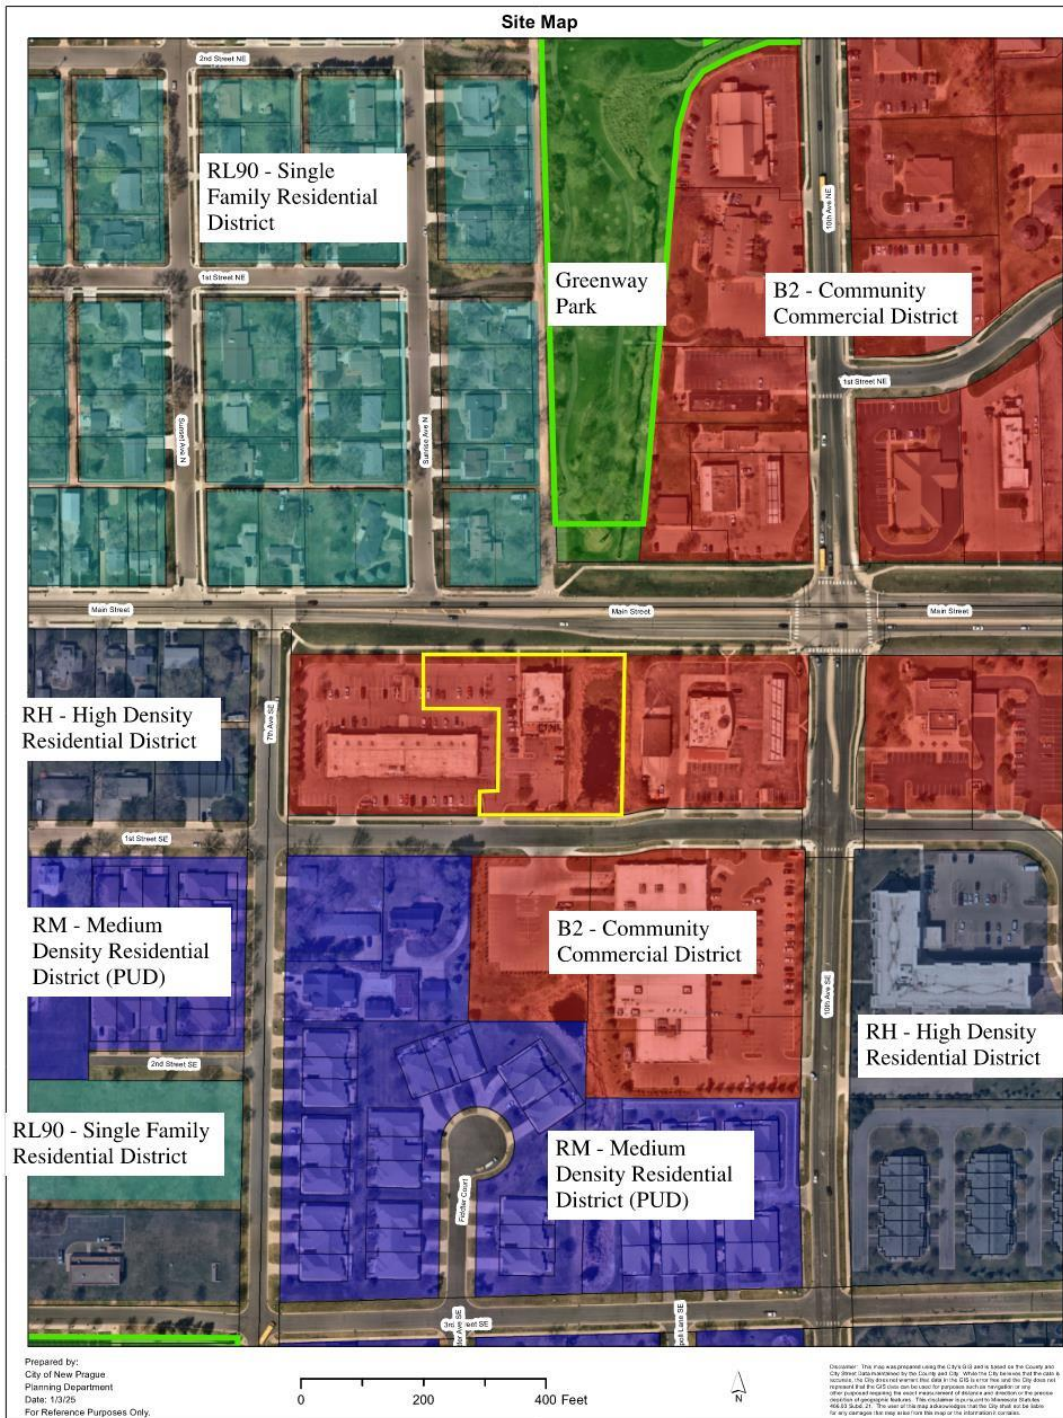 Site Map
2nd Street NE
RL90 - Single
Family Residential
District
10th Ave NE
1st Street NE
Greenway
Park
B2 - Community
Commercial District
1st Street NE
Sunset Ave N
Sunrise Ave N
Main Street
Main Street
Main Street
RH - High Density
Residential District
7th Ave SE
1st Street SE
RM - Medium
Density Residential
District (PUD)
B2 - Community
Commercial District
10th Ave SE
RH - High Density
Residential District
2nd Street SE
RL90 - Single Family
Residential District
RM - Medium
Density Residential
District (PUD)
Fiddler Court
Prepared by:
City of New Prague
Planning Department
Date: 1/3/25
For Reference Purposes Only.
0 200 400 Feet
N